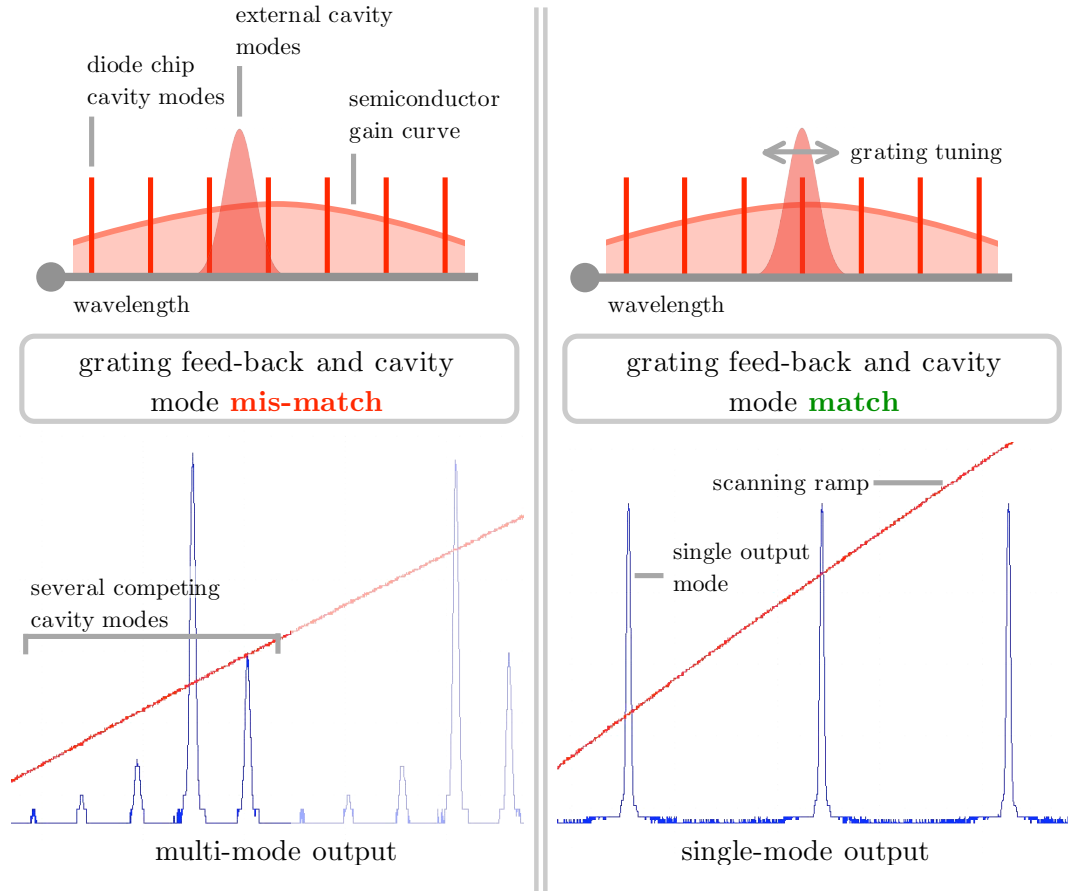 external cavity
modes
diode chip
cavity modes
semiconductor
gain curve
wavelength
grating feed-back and cavity
mode mis-match
several competing
cavity modes
multi-mode output
grating tuning
wavelength
grating feed-back and cavity
mode match
scanning ramp
single output
mode
single-mode output